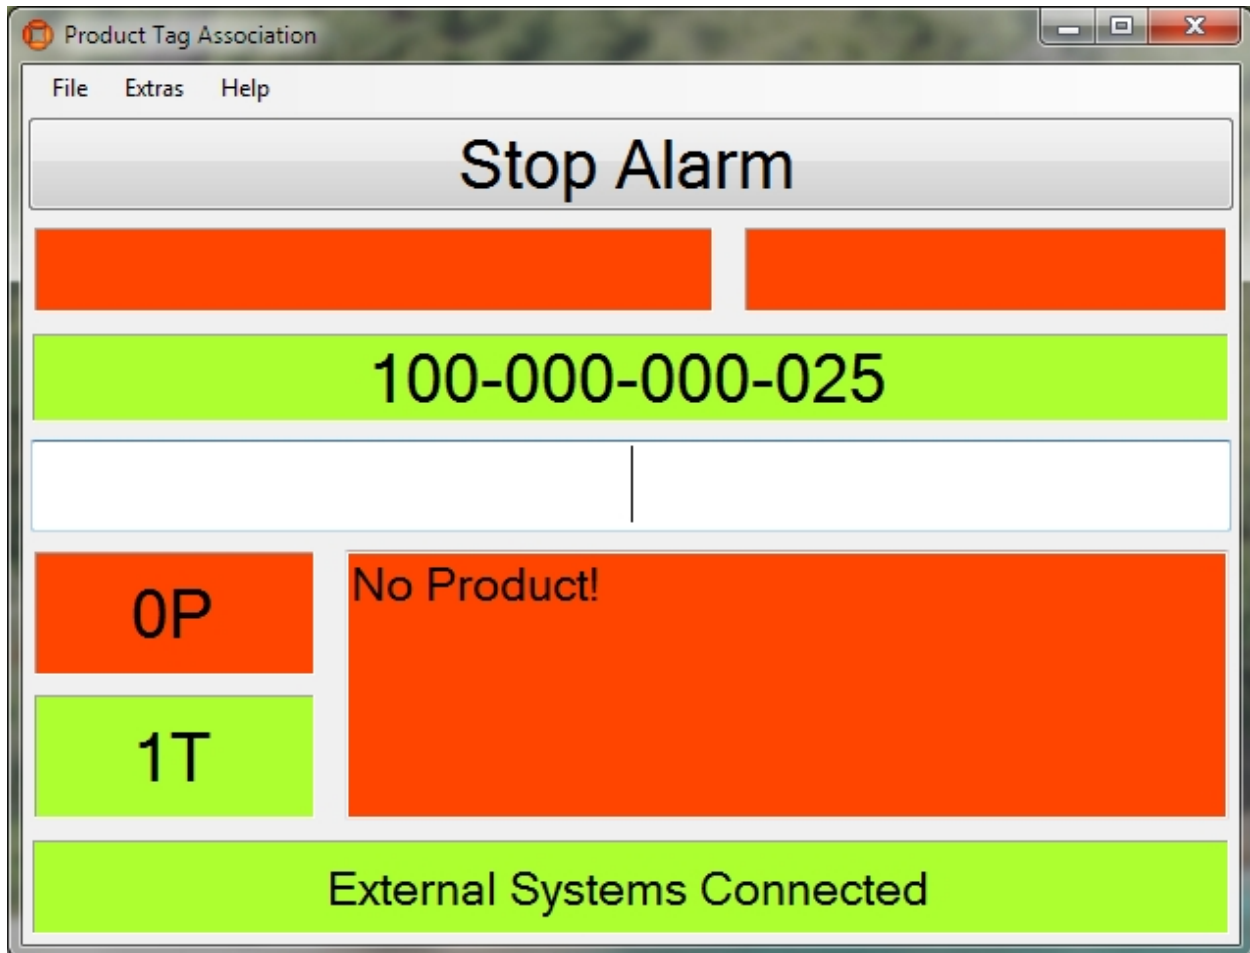 Product Tag Association
File Extras Help
Stop Alarm
100-000-000-025
0P
No Product!
1T
External Systems Connected